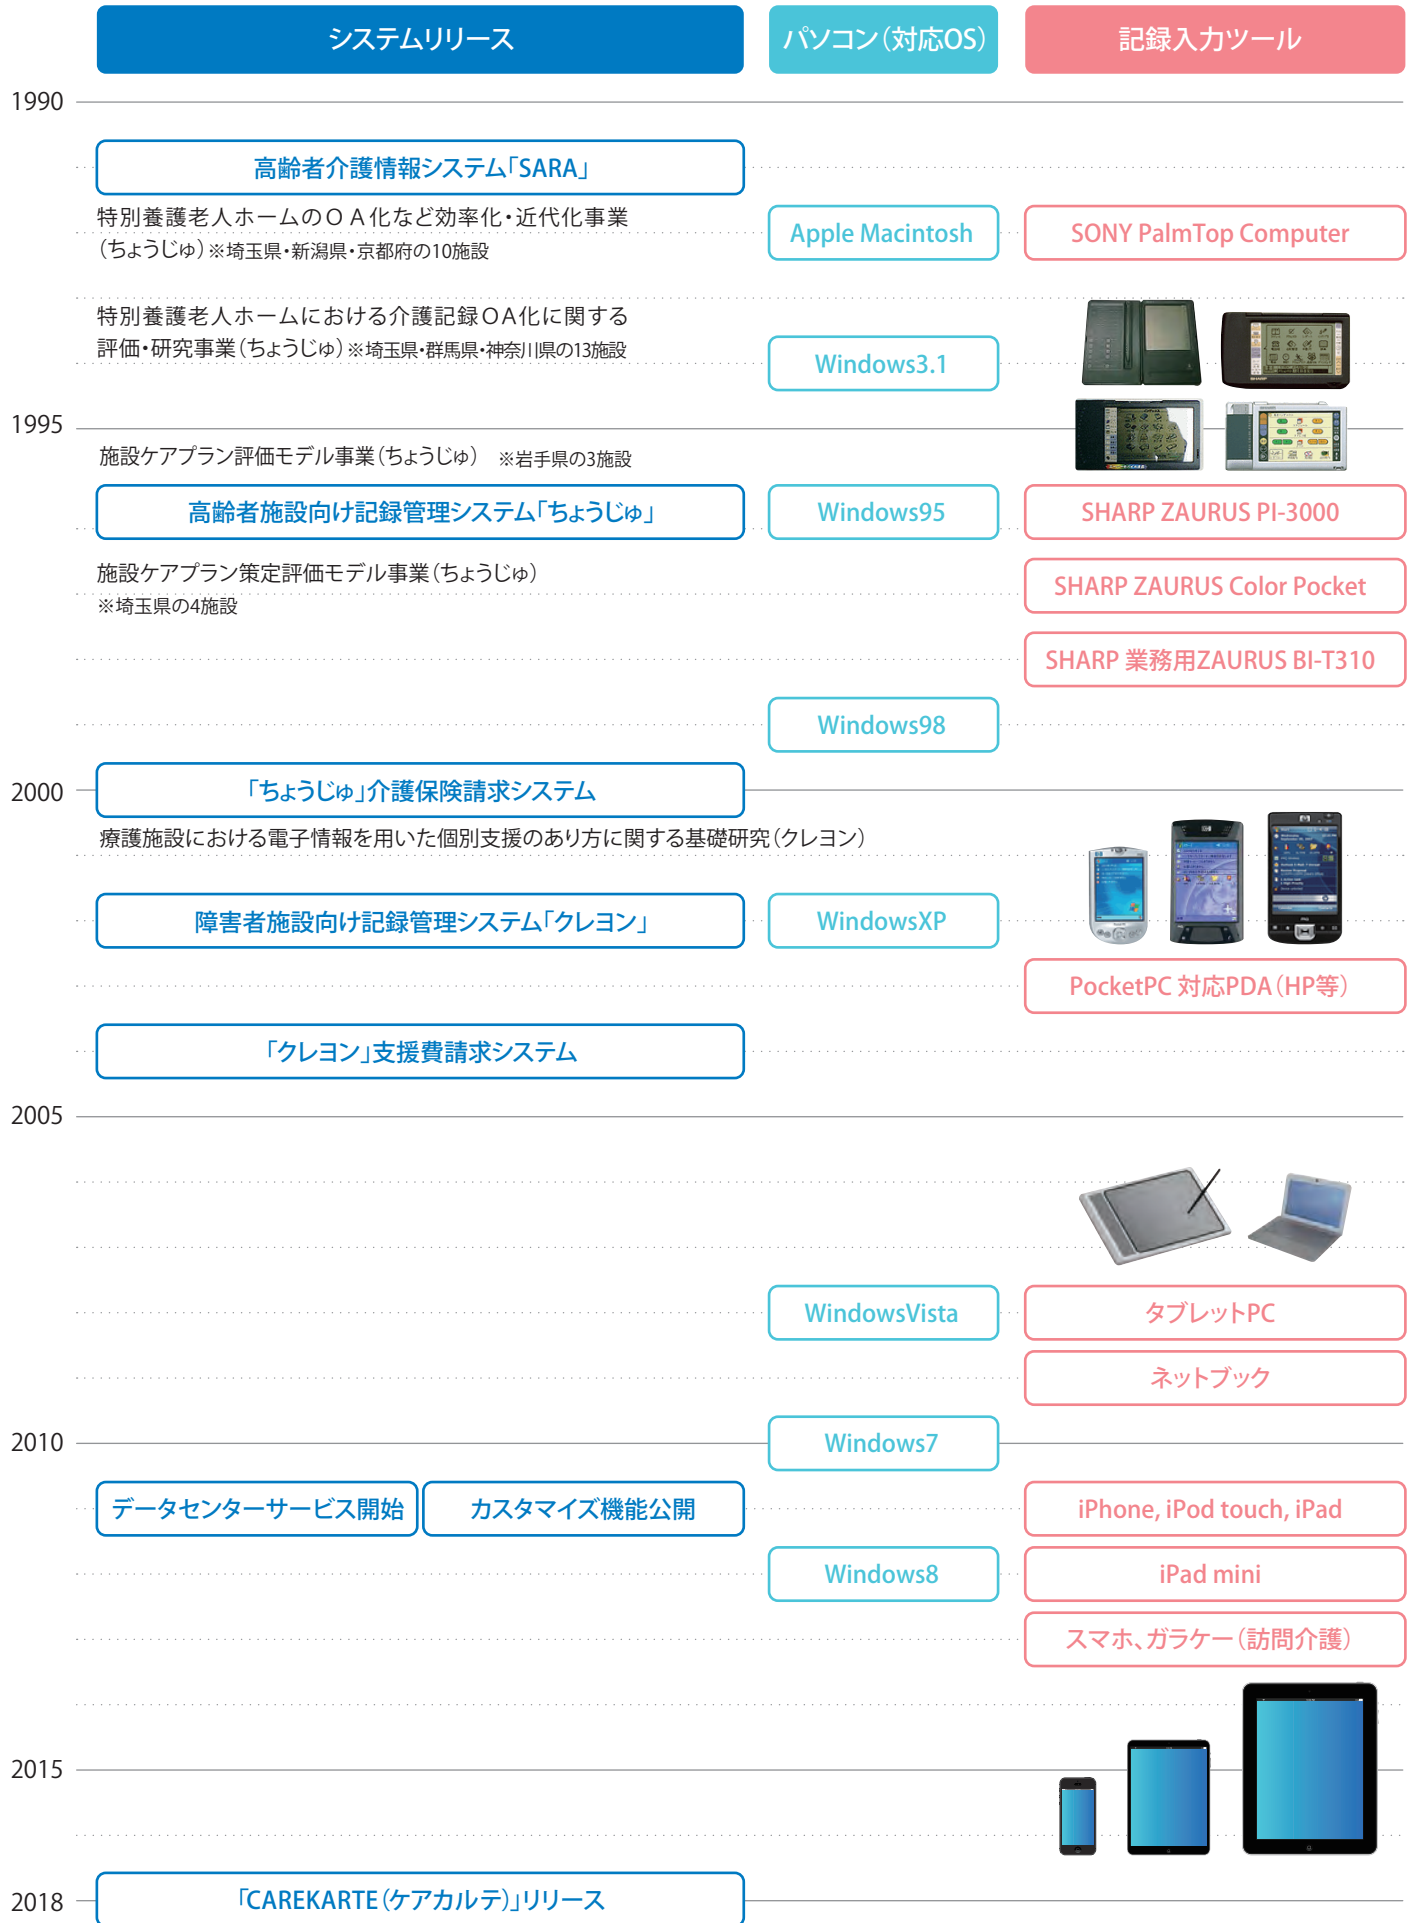 システムリリース
パソコン（対応OS）
記録入力ツール
1990
高齢者介護情報システム「SARA」
特別養護老人ホームのＯＡ化など効率化・近代化事業
（ちょうじゅ）※埼玉県・新潟県・京都府の10施設
Apple Macintosh
SONY PalmTop Computer
特別養護老人ホームにおける介護記録ＯＡ化に関する
評価・研究事業（ちょうじゅ）※埼玉県・群馬県・神奈川県の13施設
Windows3.1
1995
施設ケアプラン評価モデル事業（ちょうじゅ） ※岩手県の3施設
高齢者施設向け記録管理システム「ちょうじゅ」
Windows95
SHARP ZAURUS PI-3000
施設ケアプラン策定評価モデル事業（ちょうじゅ）
※埼玉県の4施設
SHARP ZAURUS Color Pocket
SHARP 業務用ZAURUS BI-T310
Windows98
2000
「ちょうじゅ」介護保険請求システム
療護施設における電子情報を用いた個別支援のあり方に関する基礎研究（クレヨン）
障害者施設向け記録管理システム「クレヨン」
WindowsXP
PocketPC 対応PDA（HP等）
「クレヨン」支援費請求システム
2005
WindowsVista
タブレットPC
ネットブック
2010
Windows7
データセンターサービス開始
カスタマイズ機能公開
iPhone, iPod touch, iPad
Windows8
iPad mini
スマホ、ガラケー（訪問介護）
2015
2018
「CAREKARTE（ケアカルテ）」リリース